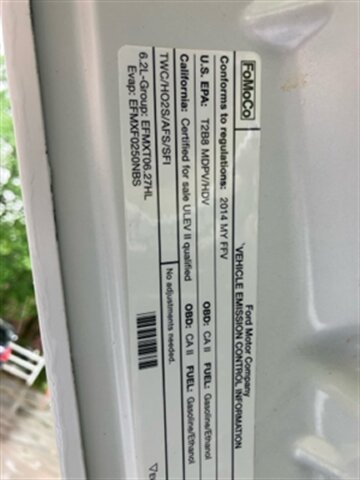 FoMoCo
Ford Motor Company
VEHICLE EMISSION CONTROL INFORMATION
Conforms to regulations: 2014 MY FFV
U.S. EPA: T2B8 MDPV/HDV OBD: CA II FUEL: Gasoline/Ethanol
California: Certified for sale ULEV II qualified OBD: CA II FUEL: Gasoline/Ethanol
TWC/HO2S/AFS/SFI
No adjustments needed.
6.2L-Group: EFMXT06.27HL
Evap: EFMXF0250NBS